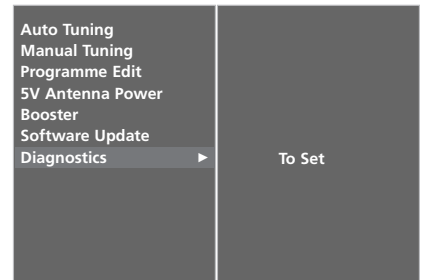 Auto Tuning
Manual Tuning
Programme Edit
5V Antenna Power
Booster
Software Update
Diagnostics ►
To Set